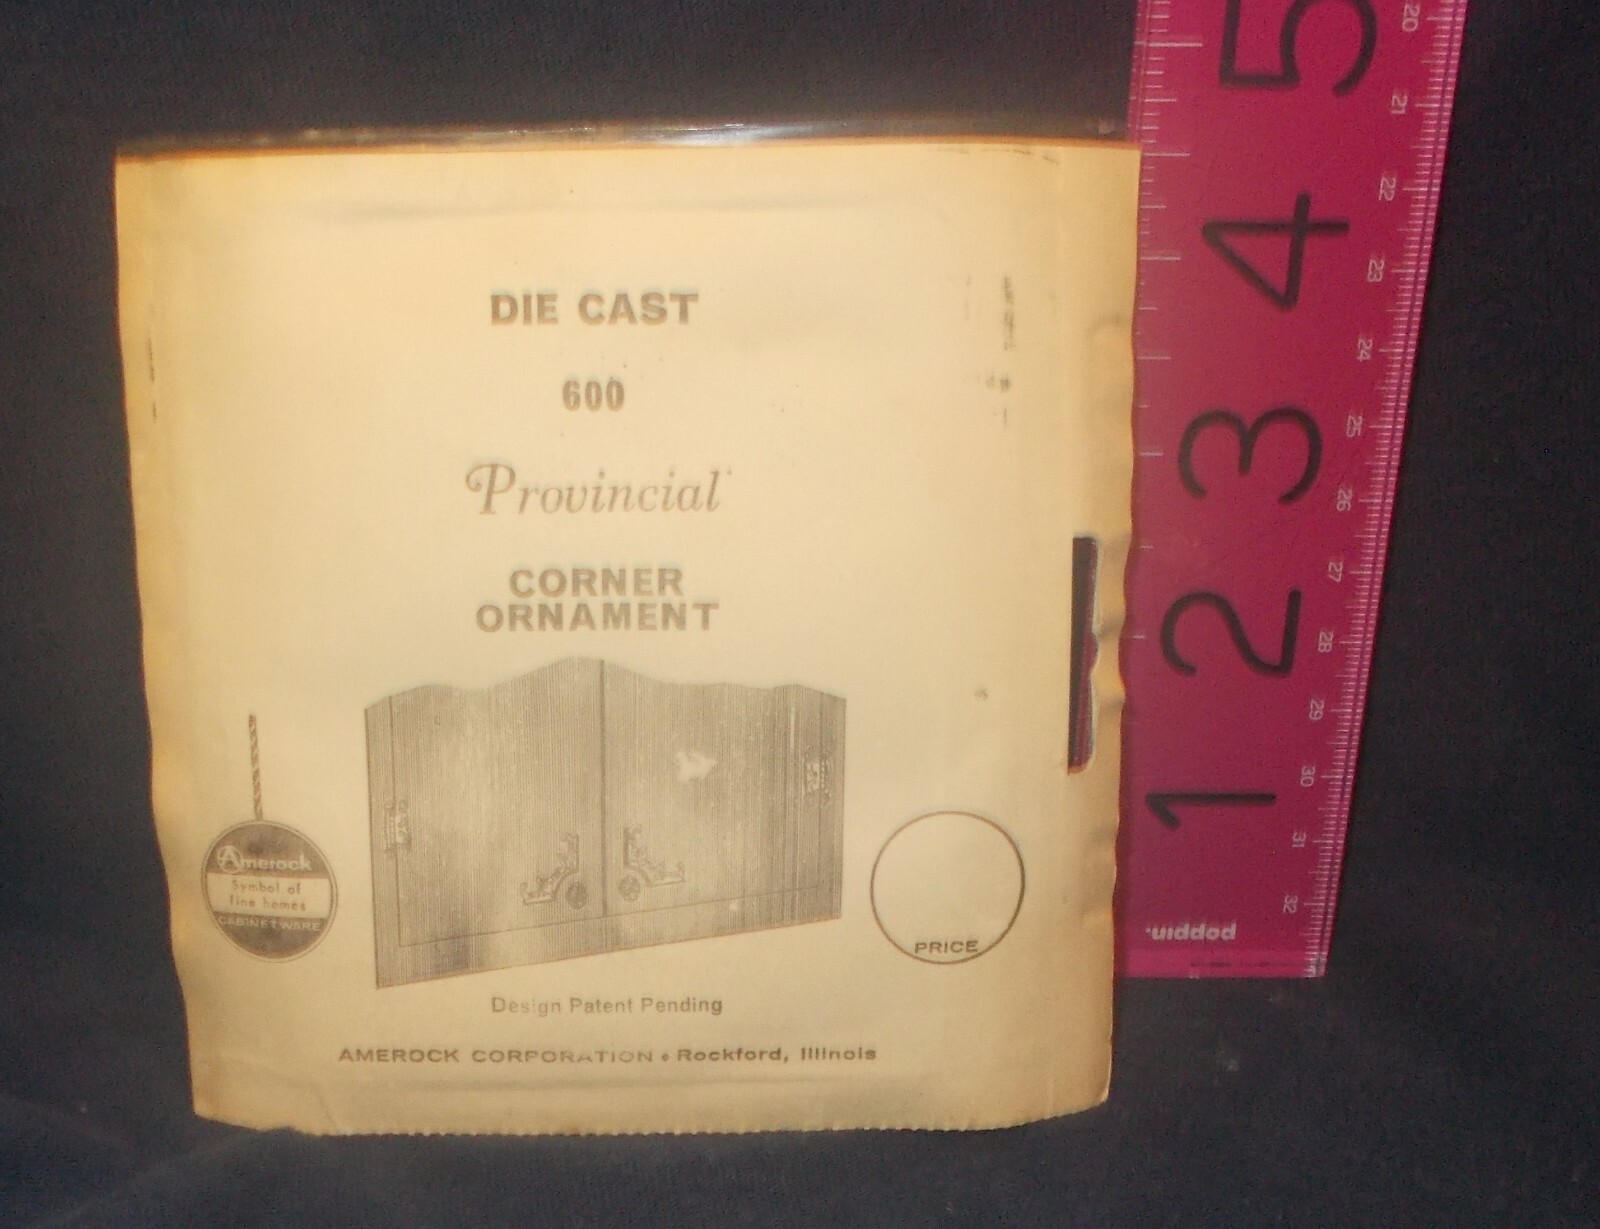 DIE CAST
600
Provincial
CORNER
ORNAMENT
Amerock
Symbol of
fine homes
CABINETWARE
PRICE
Design Patent Pending
AMEROCK CORPORATION • Rockford, Illinois
5
4
3
2
1
20
21
22
23
24
25
26
27
28
29
30
31
32
poppin.